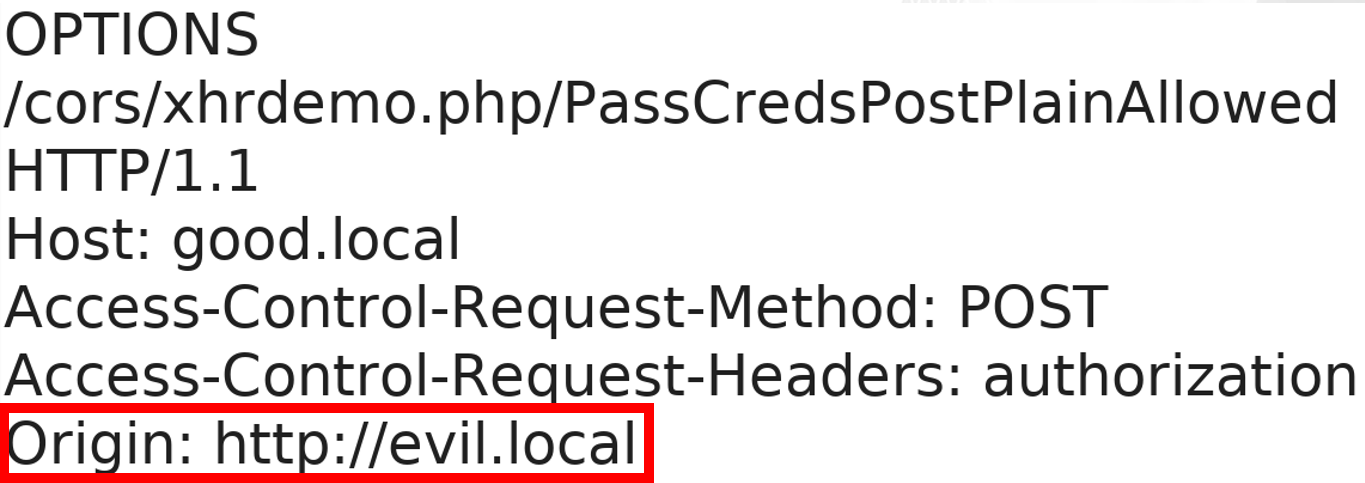 OPTIONS
/cors/xhrdemo.php/PassCredsPostPlainAllowed
HTTP/1.1
Host: good.local
Access-Control-Request-Method: POST
Access-Control-Request-Headers: authorization
Origin: http://evil.local